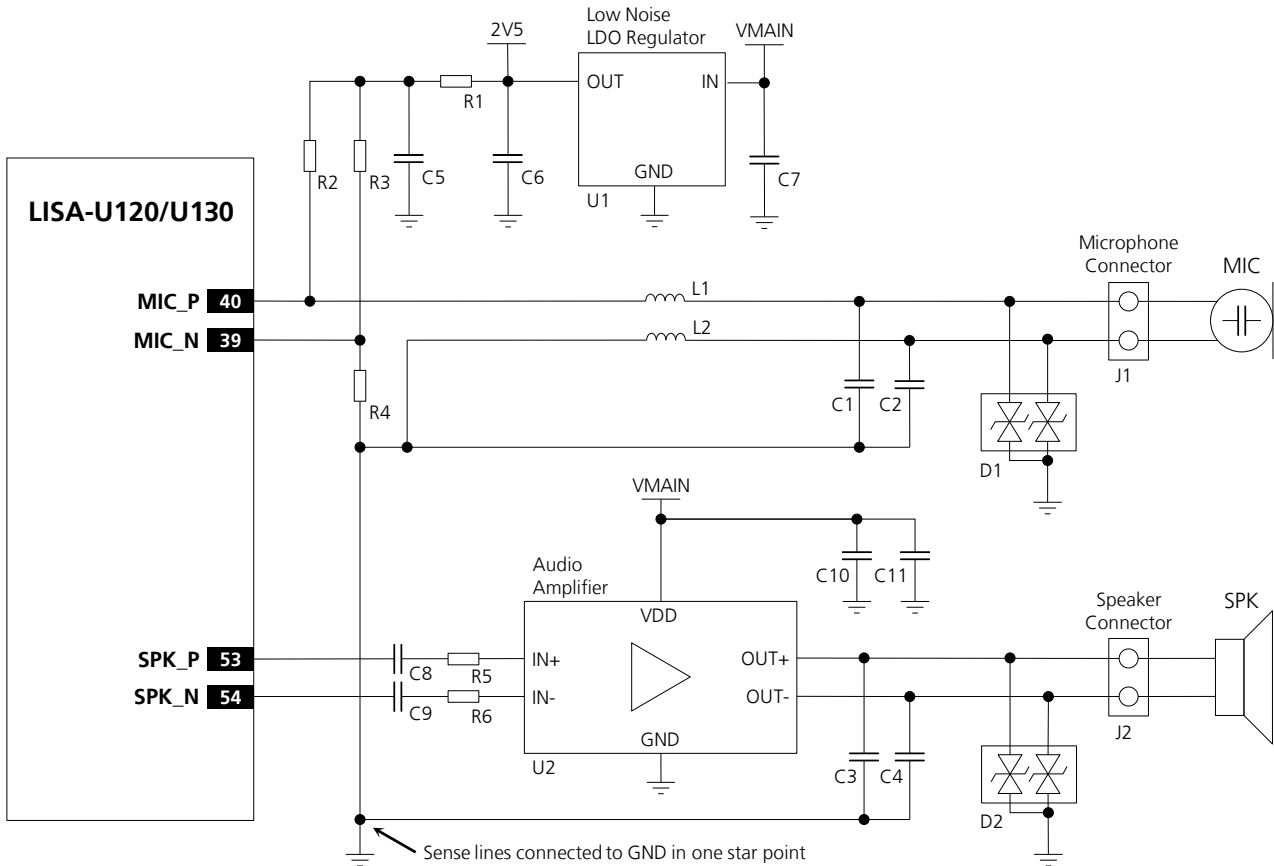 Low Noise
LDO Regulator
2V5
VMAIN
OUT
IN
R1
GND
R2
R3
C5
C6
U1
C7
LISA-U120/U130
Microphone
Connector
MIC
MIC_P 40
L1
MIC_N 39
L2
J1
R4
C1
C2
D1
VMAIN
C10
C11
Audio
Amplifier
VDD
Speaker
Connector
SPK
SPK_P 53
C8
R5
IN+
OUT+
SPK_N 54
C9
R6
IN-
OUT-
GND
J2
U2
C3
C4
D2
Sense lines connected to GND in one star point